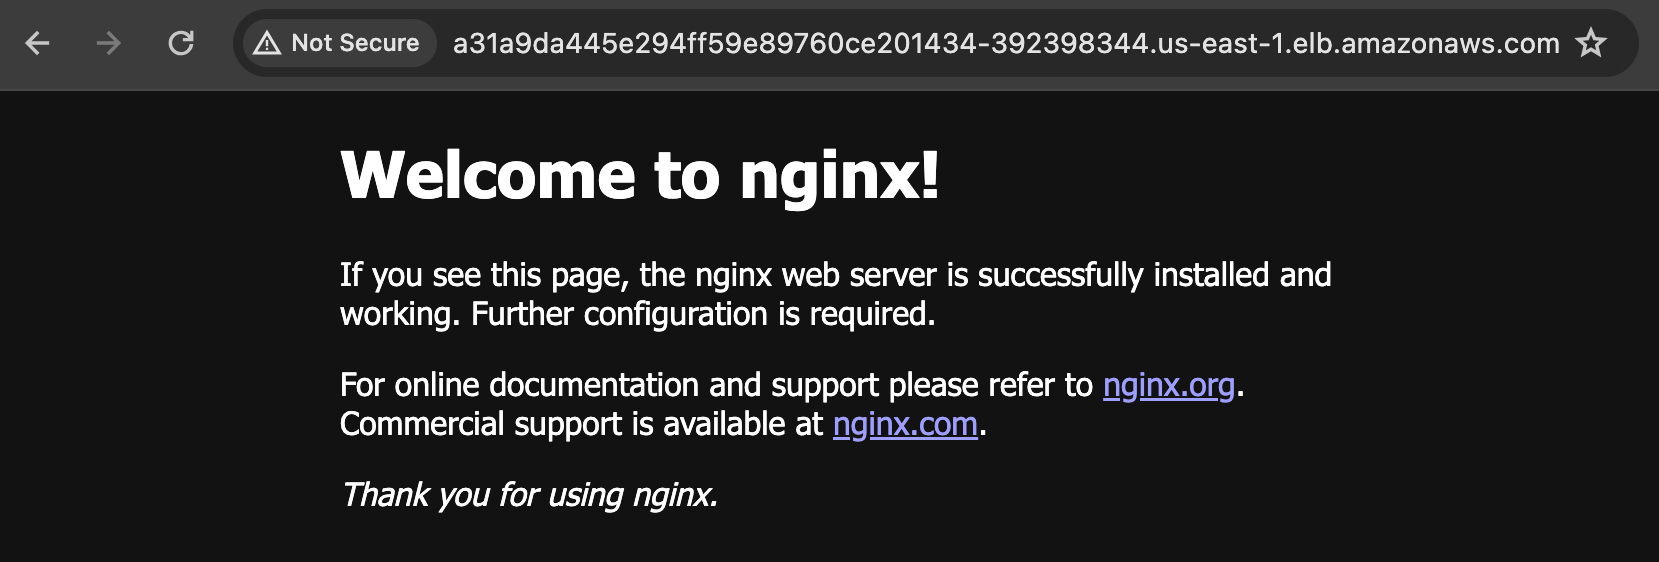 Not Secure a31a9da445e294ff59e89760ce201434-392398344.us-east-1.elb.amazonaws.com
Welcome to nginx!
If you see this page, the nginx web server is successfully installed and
working. Further configuration is required.
For online documentation and support please refer to nginx.org.
Commercial support is available at nginx.com.
Thank you for using nginx.